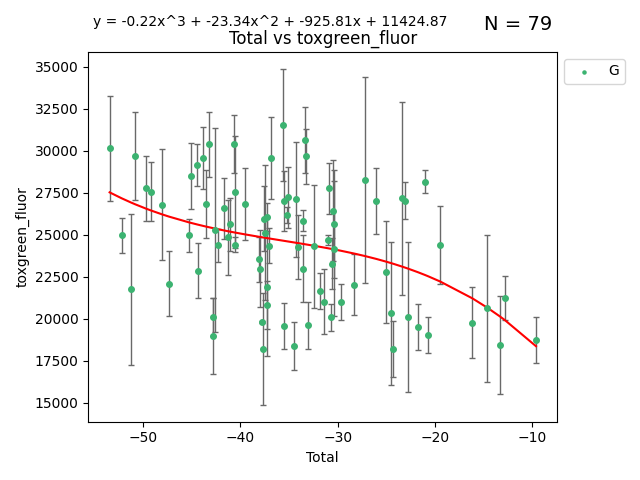 y = -0.22x^3 + -23.34x^2 + -925.81x + 11424.87
N = 79
Total vs toxgreen_fluor
G
toxgreen_fluor
35000
32500
30000
27500
25000
22500
20000
17500
15000
−50
−40
−30
−20
−10
Total